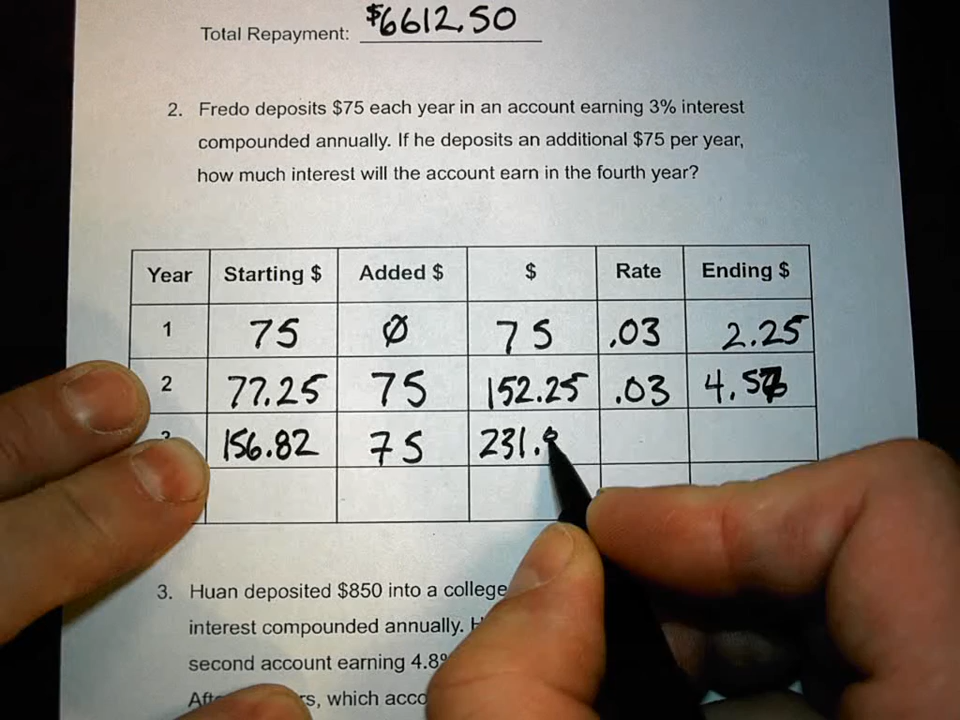 Total Repayment: $6612.50
2. Fredo deposits $75 each year in an account earning 3% interest
compounded annually. If he deposits an additional $75 per year,
how much interest will the account earn in the fourth year?
Year Starting $ Added $ $ Rate Ending $
1 75 0 75 .03 2.25
2 77.25 75 152.25 .03
156.82 75 231.
3. Huan deposited $850 into a college
interest compounded annually.
second account earning 4.8%
which